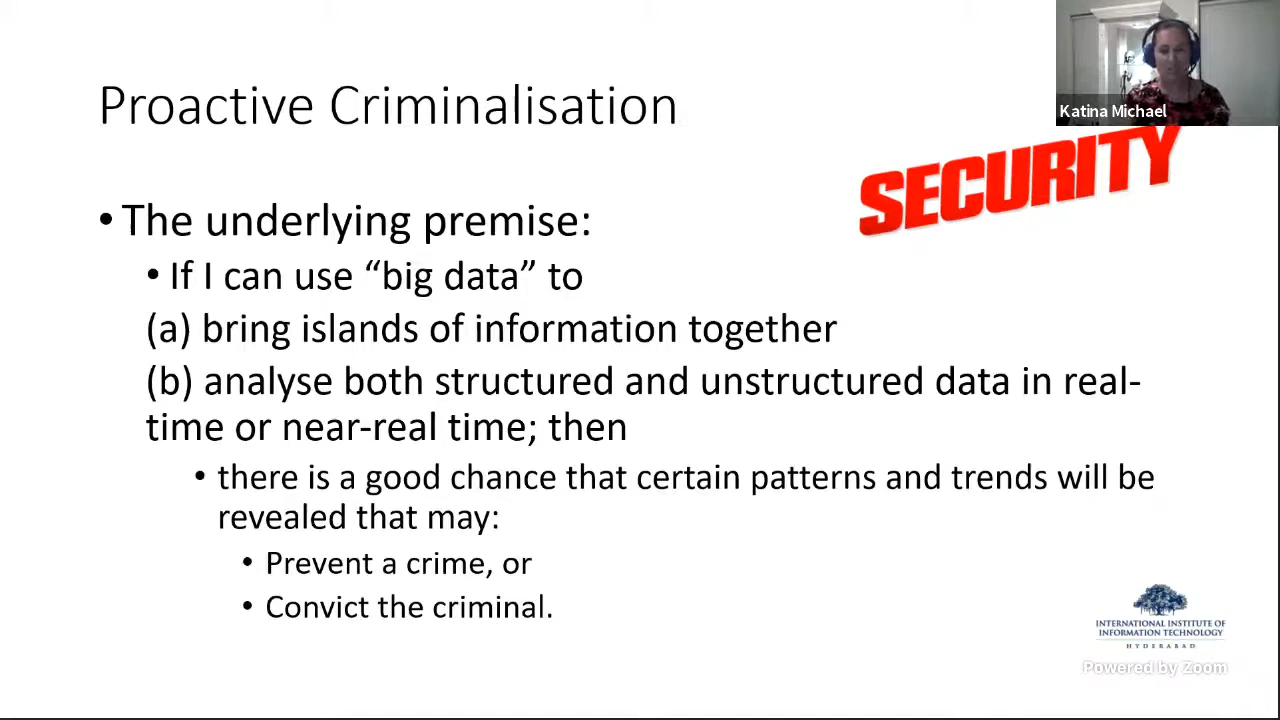 Katina Michael
Proactive Criminalisation
SECURITY
• The underlying premise:
• If I can use “big data” to
(a) bring islands of information together
(b) analyse both structured and unstructured data in real-
time or near-real time; then
• there is a good chance that certain patterns and trends will be
revealed that may:
• Prevent a crime, or
• Convict the criminal.
INTERNATIONAL INSTITUTE OF
INFORMATION TECHNOLOGY
HYDERABAD
Powered by Zoom